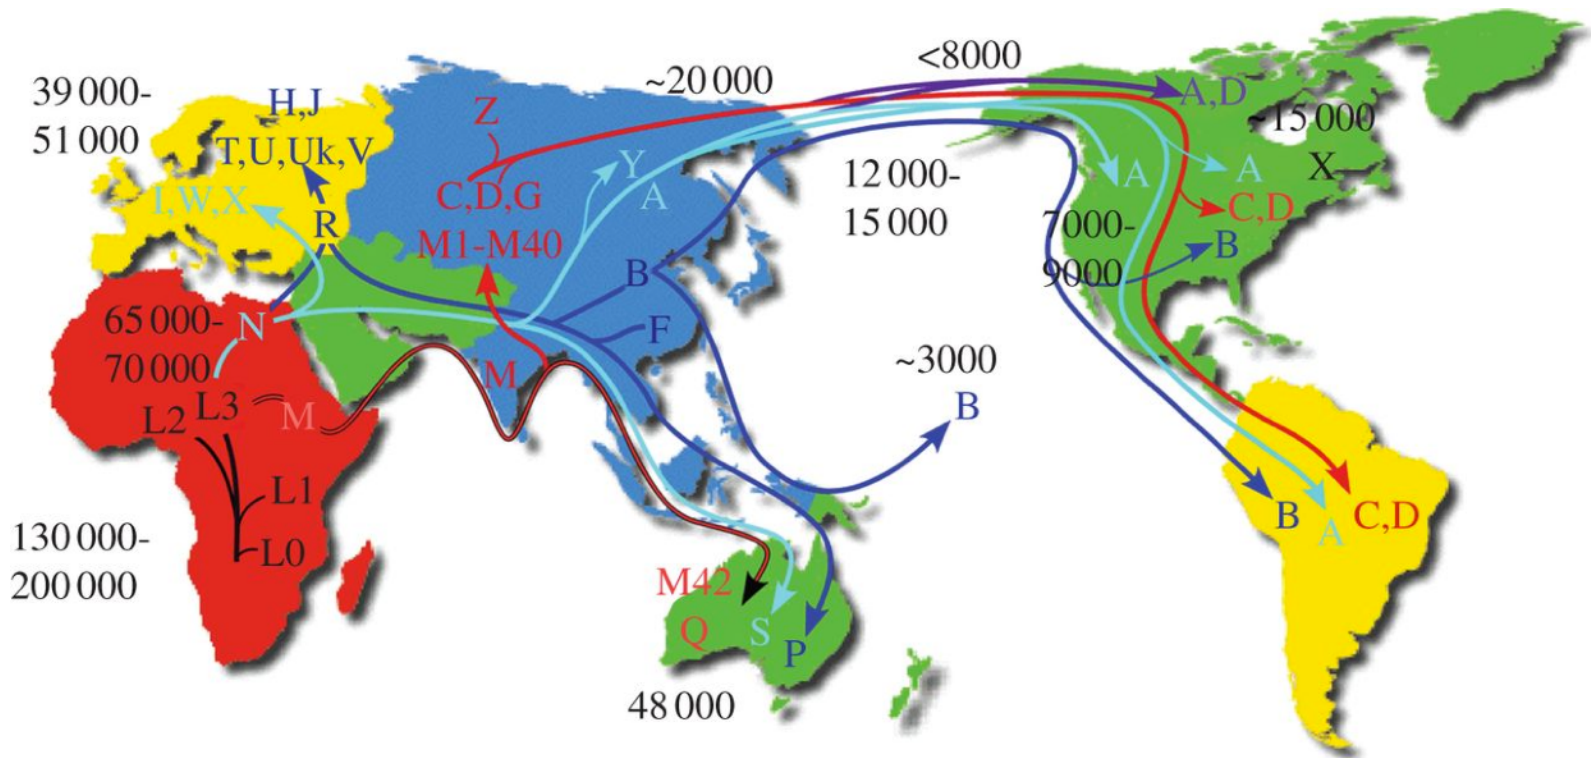 39 000-
51 000
H,J
T,U,Uk,V
I,W,X
R
65 000-
70 000
N
L3
L2
M
L1
L0
130 000-
200 000
~20 000
Z
C,D,G
M1-M40
Y
A
B
F
M
M42
Q
S
P
48 000
~3000
B
<8000
12 000-
15 000
A,D
~15 000
X
A
A
C,D
7000-
9000
B
B
A
C,D